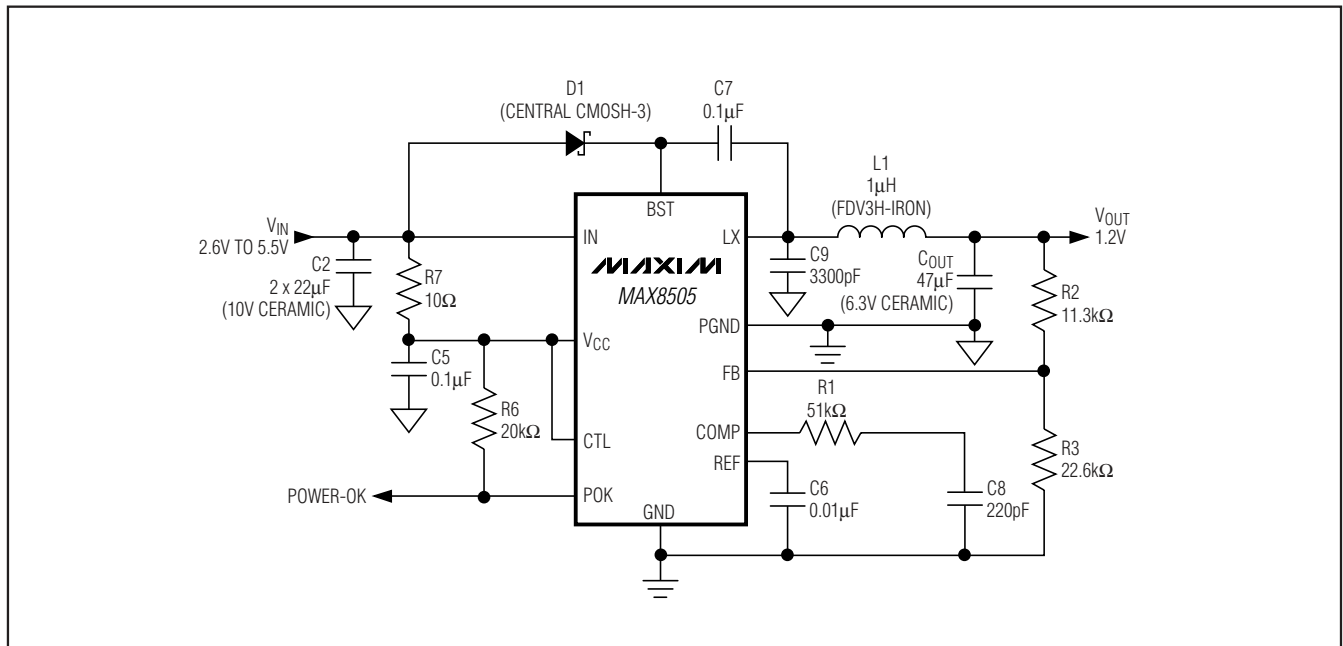 D1
(CENTRAL CMOSH-3)
C7
0.1µF
L1
1µH
(FDV3H-IRON)
BST
VIN
2.6V TO 5.5V
IN
LX
VOUT
1.2V
C2
2 x 22µF
(10V CERAMIC)
R7
10Ω
MAXIM
MAX8505
C9
3300pF
COUT
47µF
(6.3V CERAMIC)
R2
11.3kΩ
PGND
VCC
C5
0.1µF
FB
R6
20kΩ
R1
51kΩ
CTL
COMP
REF
R3
22.6kΩ
POWER-OK
POK
GND
C6
0.01µF
C8
220pF